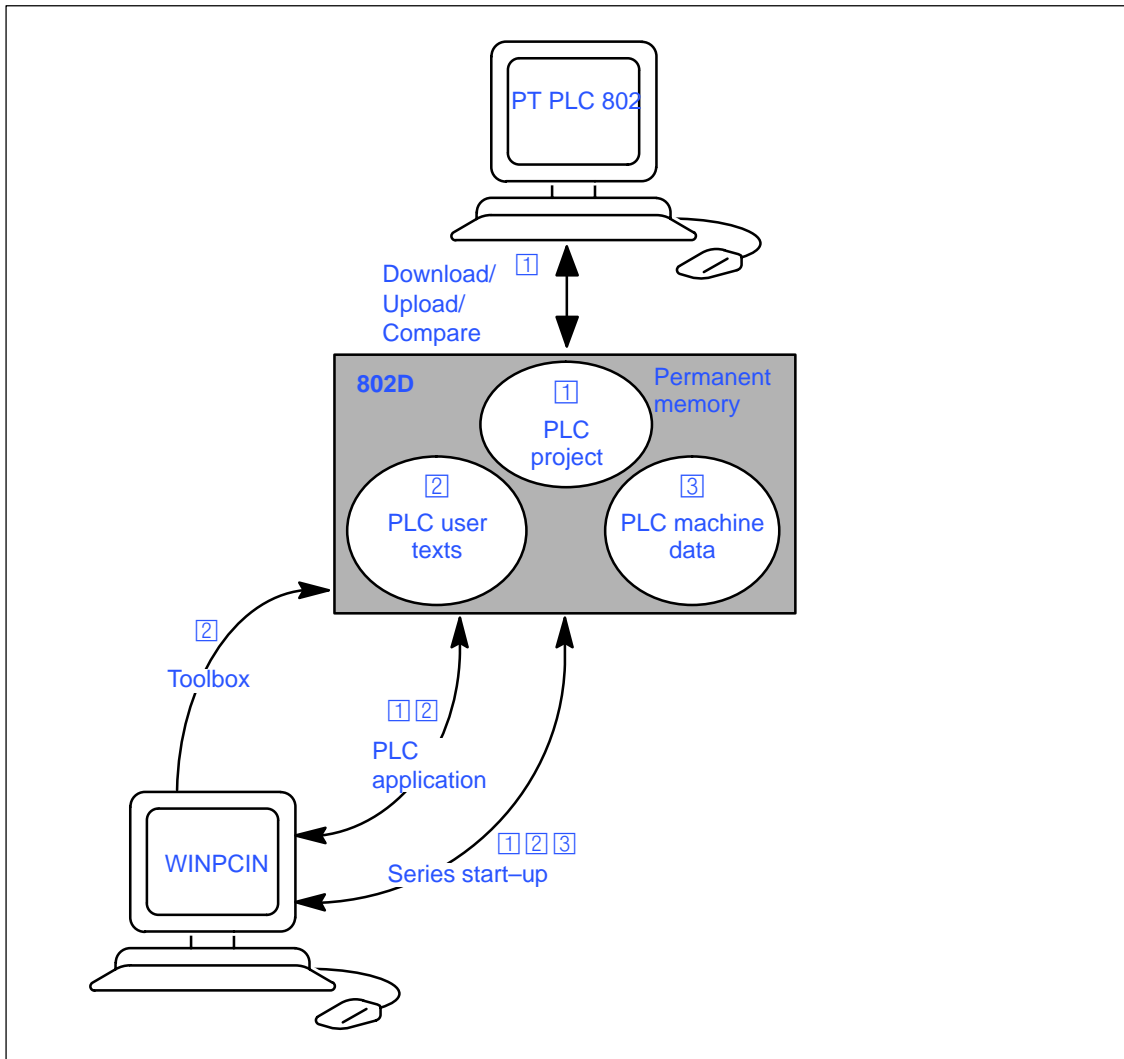 PT PLC 802
Download/
Upload/
Compare
1
802D
Permanent
memory
1
PLC
project
2
PLC user
texts
3
PLC machine
data
2
Toolbox
1 2
PLC
application
1 2 3
Series start–up
WINPCIN